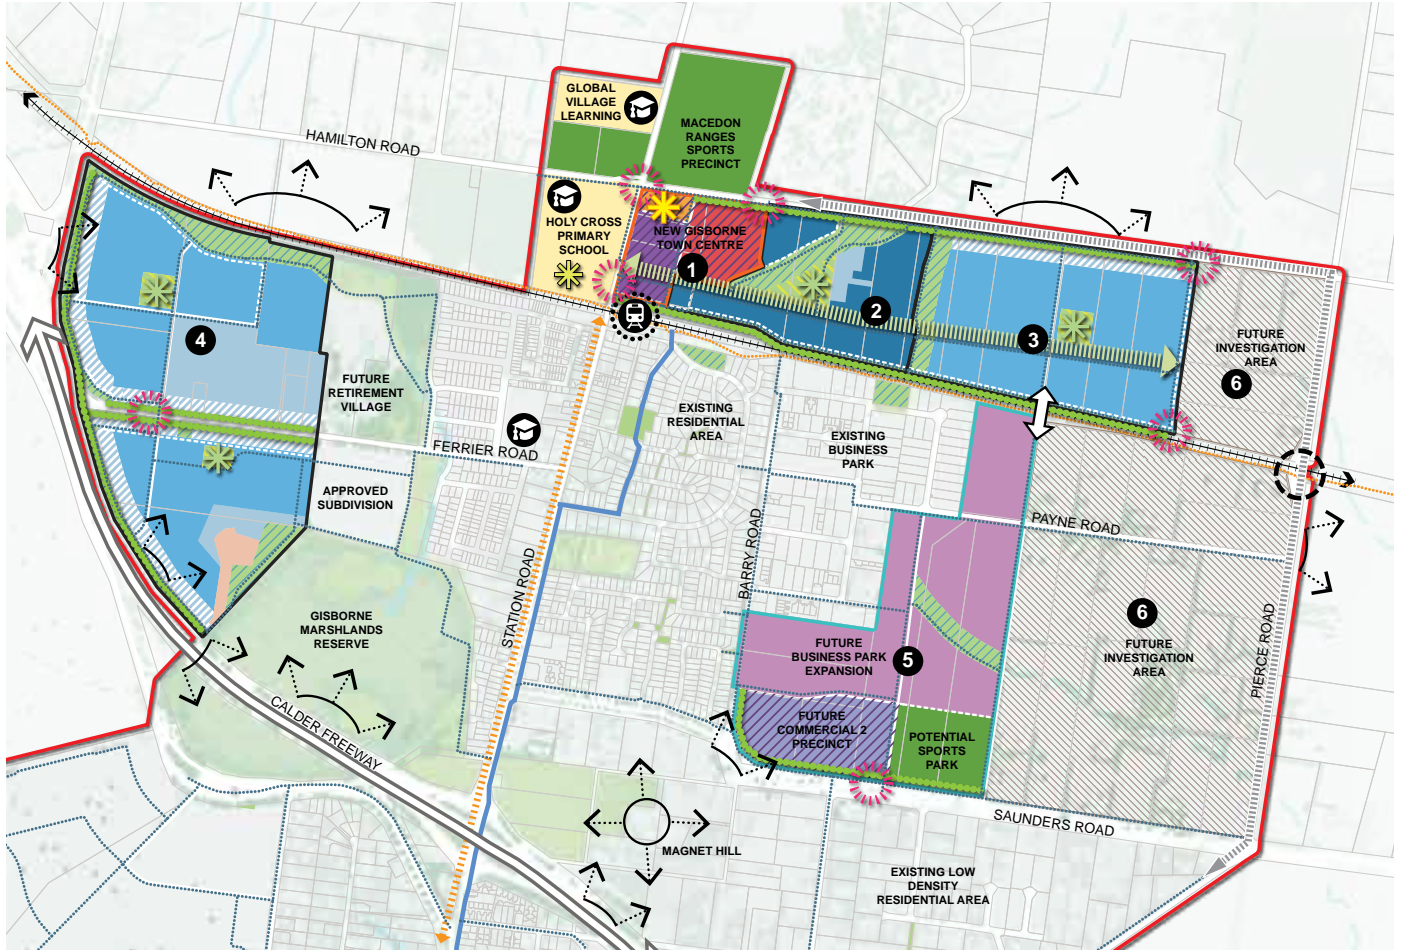 GLOBAL
VILLAGE
LEARNING
MACEDON
RANGES
SPORTS
PRECINCT
HAMILTON ROAD
HOLY CROSS
PRIMARY
SCHOOL
NEW GISBORNE
TOWN CENTRE
1
2
3
4
FUTURE
INVESTIGATION
AREA
6
FUTURE
RETIREMENT
VILLAGE
EXISTING
RESIDENTIAL
AREA
EXISTING
BUSINESS
PARK
FERRIER ROAD
APPROVED
SUBDIVISION
PAYNE ROAD
BARRY ROAD
STATION ROAD
GISBORNE
MARSHLANDS
RESERVE
6
FUTURE
INVESTIGATION
AREA
PIERCE ROAD
FUTURE
BUSINESS PARK
EXPANSION
5
CALDER FREEWAY
FUTURE
COMMERCIAL 2
PRECINCT
POTENTIAL
SPORTS
PARK
SAUNDERS ROAD
MAGNET HILL
EXISTING LOW
DENSITY
RESIDENTIAL AREA